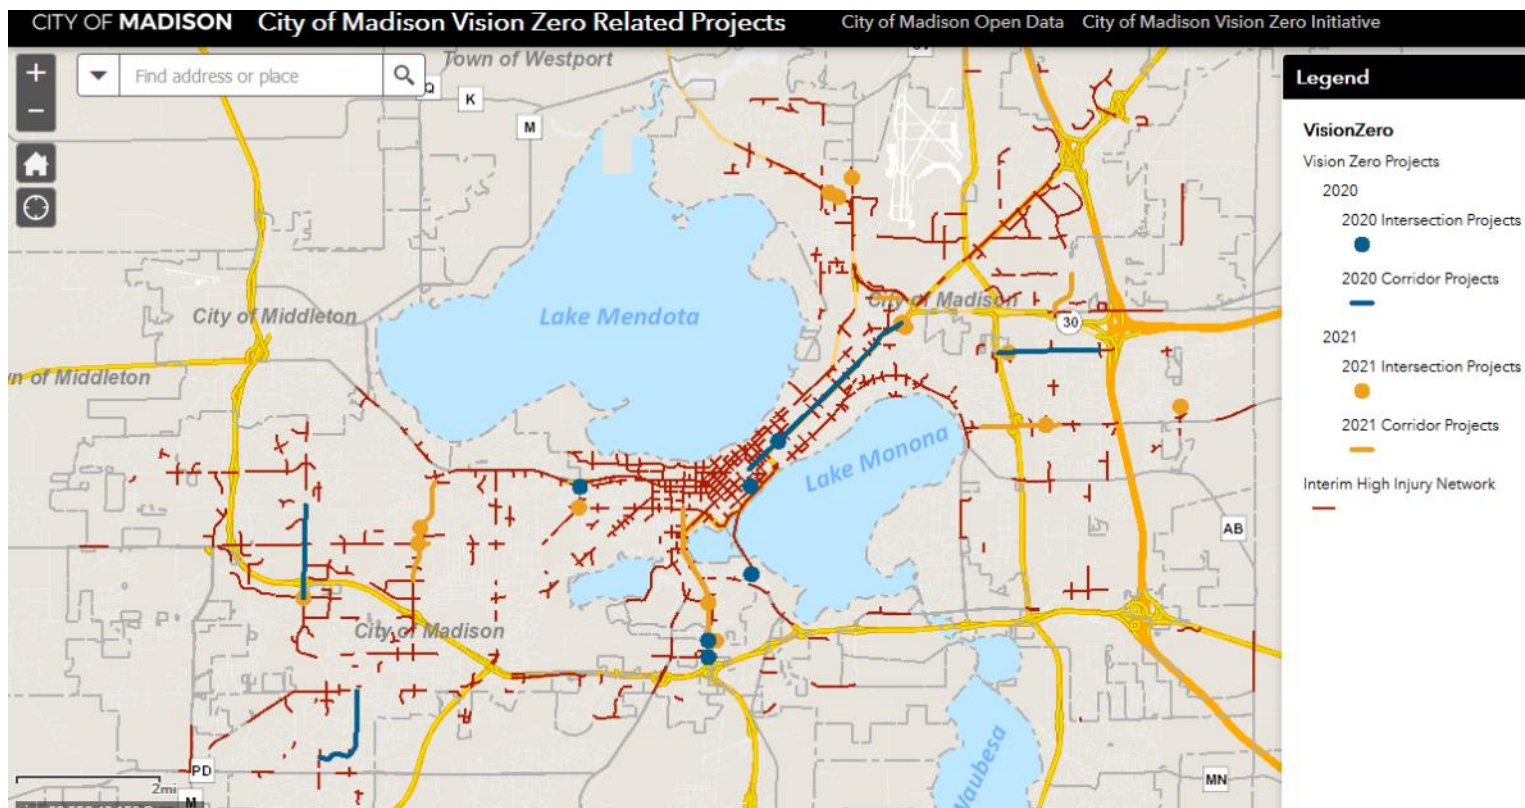 CITY OF MADISON City of Madison Vision Zero Related Projects City of Madison Open Data City of Madison Vision Zero Initiative
+
Find address or place
−
Town of Westport
Q
K
M
Legend
VisionZero
Vision Zero Projects
2020
2020 Intersection Projects
2020 Corridor Projects
2021
2021 Intersection Projects
2021 Corridor Projects
Interim High Injury Network
City of Madison
City of Middleton
Lake Mendota
30
n of Middleton
Lake Monona
AB
City of Madison
Waubesa
PD
MN
2mi
M